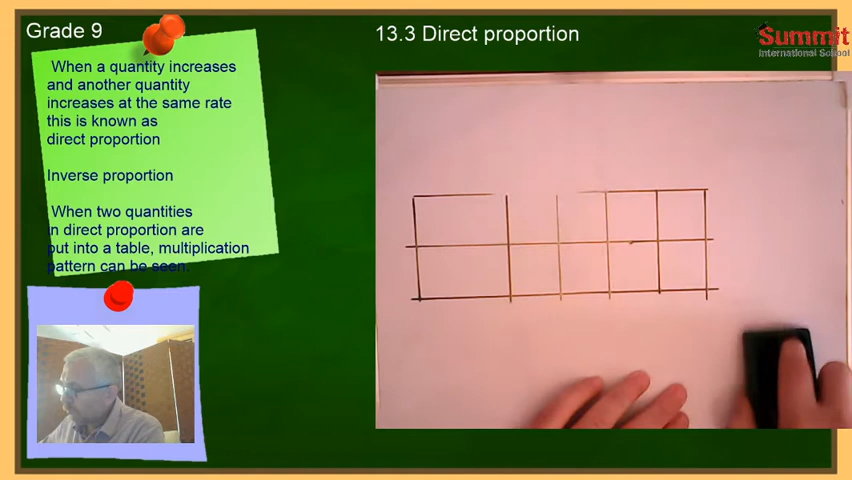 Grade 9
When a quantity increases
and another quantity
increases at the same rate
this is known as
direct proportion
Inverse proportion
When two quantities
in direct proportion are
put into a table, multiplication
pattern can be seen.
13.3 Direct proportion
Summit
International School